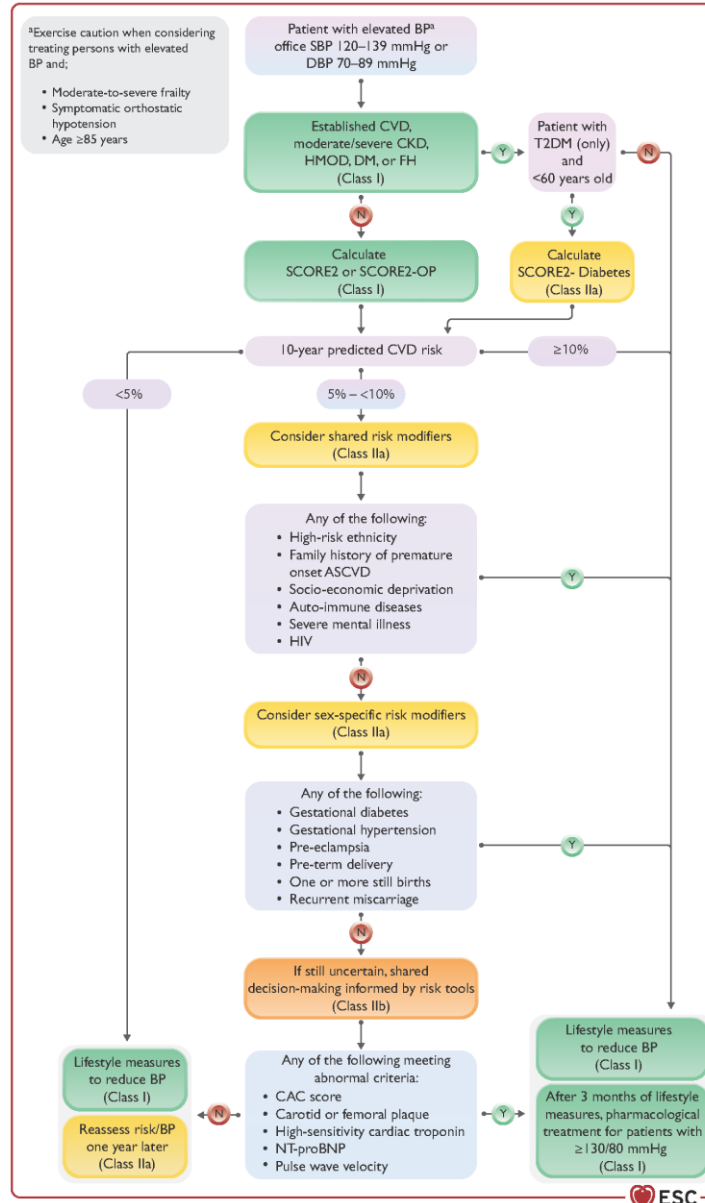 ᵃExercise caution when considering
treating persons with elevated
BP and;
• Moderate-to-severe frailty
• Symptomatic orthostatic
hypotension
• Age ≥85 years
Patient with elevated BPᵃ
office SBP 120–139 mmHg or
DBP 70–89 mmHg
Established CVD,
moderate/severe CKD,
HMOD, DM, or FH
(Class I)
Y
Patient with
T2DM (only)
and
<60 years old
N
N
Y
Calculate
SCORE2 or SCORE2-OP
(Class I)
Calculate
SCORE2- Diabetes
(Class IIa)
10-year predicted CVD risk
≥10%
<5%
5% – <10%
Consider shared risk modifiers
(Class IIa)
Any of the following:
• High-risk ethnicity
• Family history of premature
onset ASCVD
• Socio-economic deprivation
• Auto-immune diseases
• Severe mental illness
• HIV
Y
N
Consider sex-specific risk modifiers
(Class IIa)
Any of the following:
• Gestational diabetes
• Gestational hypertension
• Pre-eclampsia
• Pre-term delivery
• One or more still births
• Recurrent miscarriage
Y
N
If still uncertain, shared
decision-making informed by risk tools
(Class IIb)
Any of the following meeting
abnormal criteria:
• CAC score
• Carotid or femoral plaque
• High-sensitivity cardiac troponin
• NT-proBNP
• Pulse wave velocity
N
Y
Lifestyle measures
to reduce BP
(Class I)
Reassess risk/BP
one year later
(Class IIa)
Lifestyle measures
to reduce BP
(Class I)
After 3 months of lifestyle
measures, pharmacological
treatment for patients with
≥130/80 mmHg
(Class I)
ESC